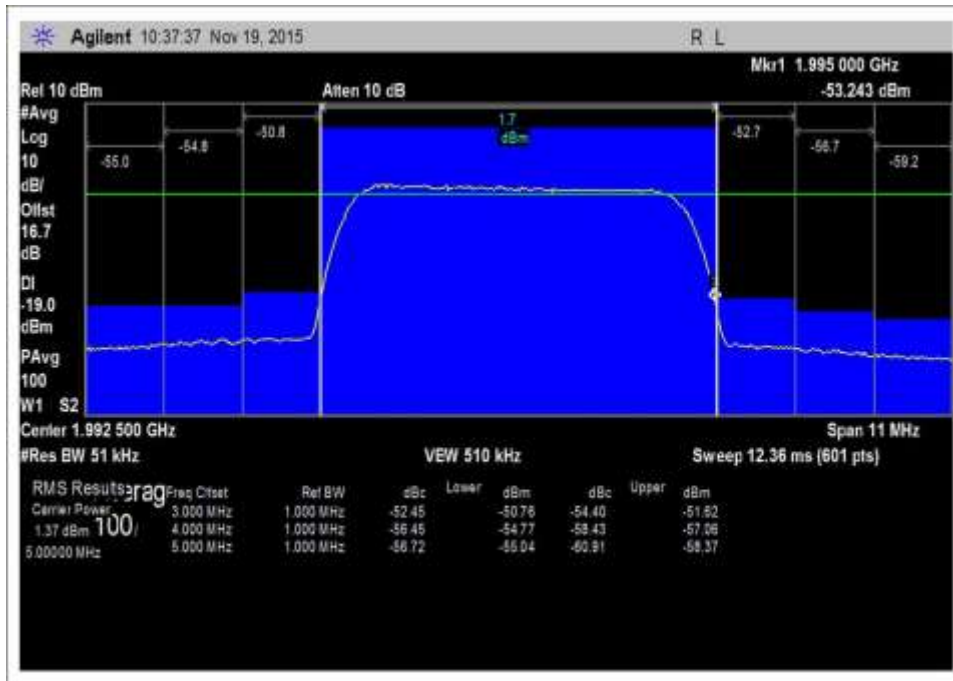 Agilent 10:37:37 Nov 19, 2015 R L
Mkr1 1.995 000 GHz
Ref 10 dBm Atten 10 dB -53.243 dBm
#Avg
Log
10
dB/
Offst
16.7
dB
DI
-19.0
dBm
PAvg
100
W1 S2
-55.0 -54.8 -50.8 1.7 dBm -52.7 -56.7 -59.2
Center 1.992 500 GHz Span 11 MHz
#Res BW 51 kHz VBW 510 kHz Sweep 12.36 ms (601 pts)
RMS Results Freq Offset Ref BW dBc Lower dBm dBc Upper dBm
Carrier Power 3.000 MHz 1.000 MHz -52.45 -50.76 -54.40 -51.62
1.37 dBm 100/ 4.000 MHz 1.000 MHz -56.45 -54.77 -58.43 -57.06
5.00000 MHz 5.000 MHz 1.000 MHz -56.72 -55.04 -60.91 -58.37